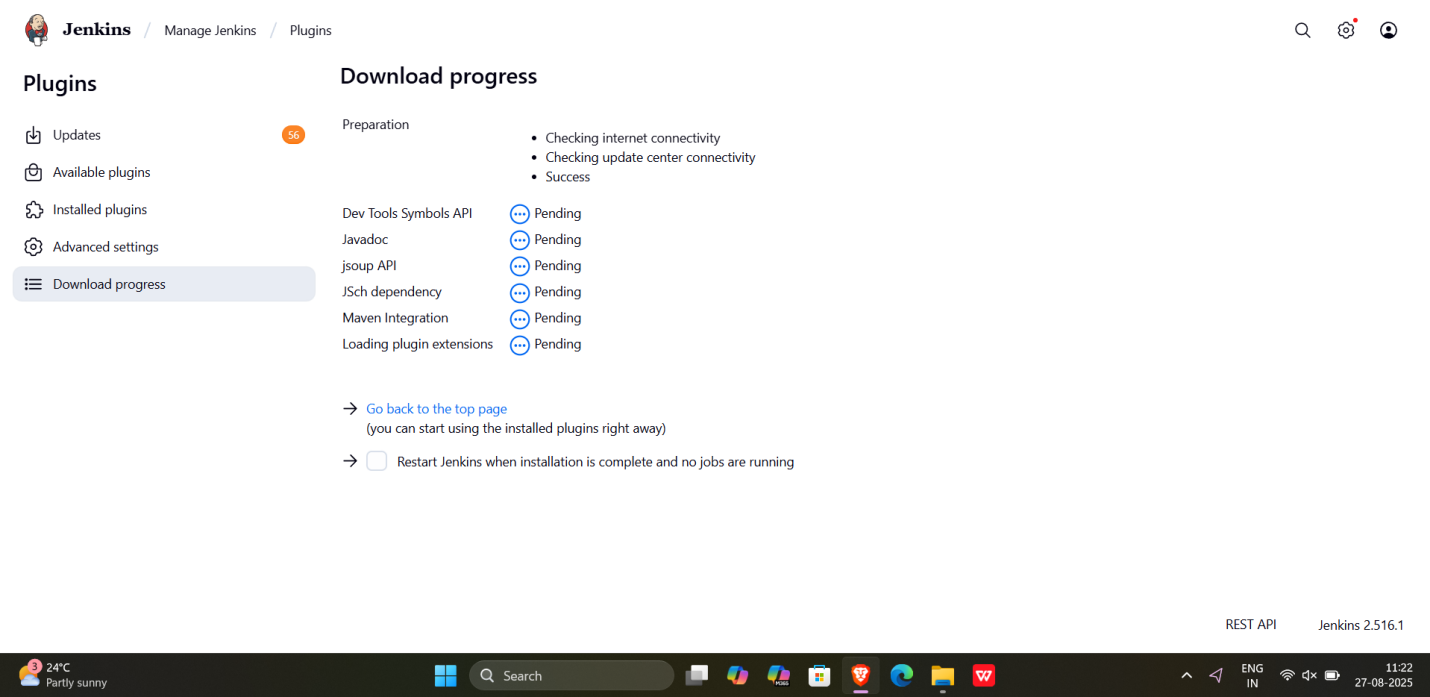 Jenkins / Manage Jenkins / Plugins
Plugins
Updates 56
Available plugins
Installed plugins
Advanced settings
Download progress
Download progress
Preparation
• Checking internet connectivity
• Checking update center connectivity
• Success
Dev Tools Symbols API Pending
Javadoc Pending
jsoup API Pending
JSch dependency Pending
Maven Integration Pending
Loading plugin extensions Pending
→ Go back to the top page
(you can start using the installed plugins right away)
→ Restart Jenkins when installation is complete and no jobs are running
REST API Jenkins 2.516.1
3
24°C
Partly sunny
Search
M365
W
ENG
IN
11:22
27-08-2025